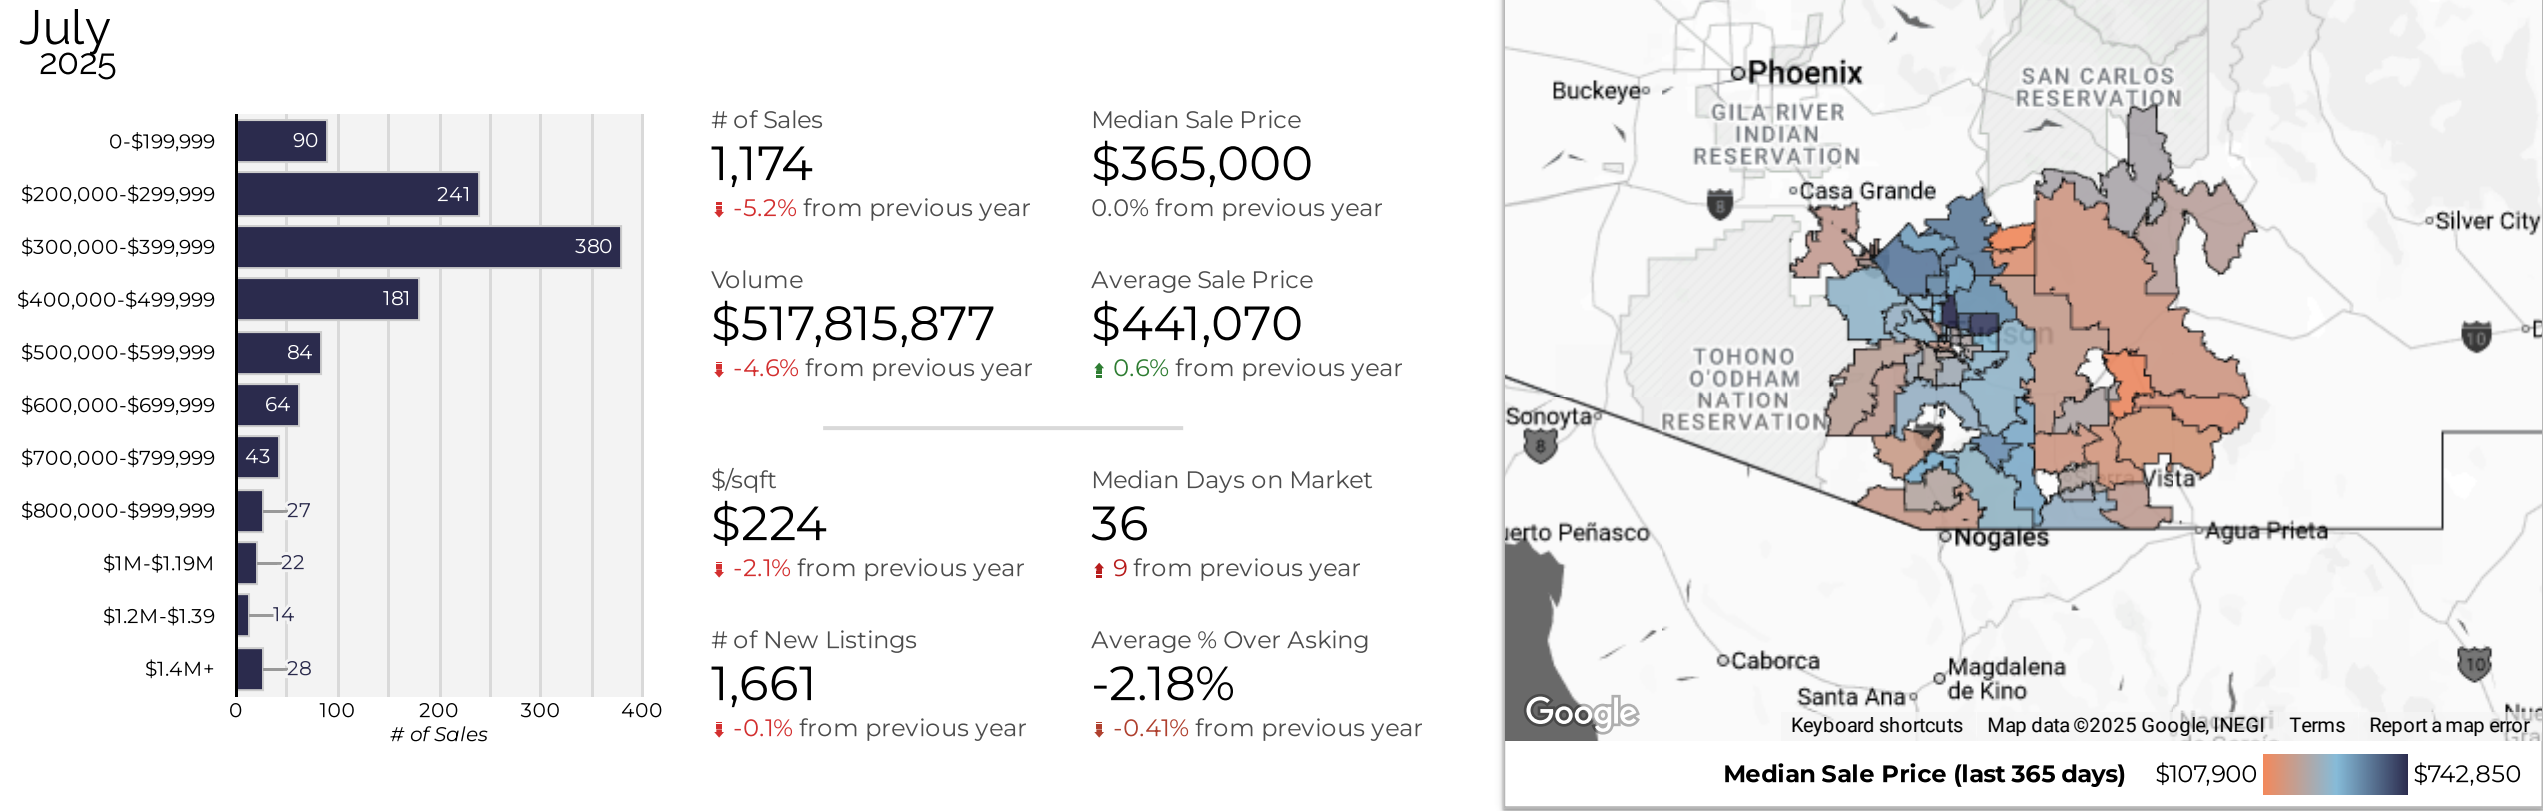 July
2025
0-$199,999
90
$200,000-$299,999
241
$300,000-$399,999
380
$400,000-$499,999
181
$500,000-$599,999
84
$600,000-$699,999
64
$700,000-$799,999
43
$800,000-$999,999
27
$1M-$1.19M
22
$1.2M-$1.39
14
$1.4M+
28
0 100 200 300 400
# of Sales
# of Sales
1,174
-5.2% from previous year
Median Sale Price
$365,000
0.0% from previous year
Volume
$517,815,877
-4.6% from previous year
Average Sale Price
$441,070
0.6% from previous year
$/sqft
$224
-2.1% from previous year
Median Days on Market
36
9 from previous year
# of New Listings
1,661
-0.1% from previous year
Average % Over Asking
-2.18%
-0.41% from previous year
Phoenix
Buckeye
GILA RIVER
INDIAN
RESERVATION
SAN CARLOS
RESERVATION
Casa Grande
8
Silver City
10
TOHONO
O'ODHAM
NATION
RESERVATION
Sonoyta
8
Vista
Nogales
Agua Prieta
erto Peñasco
Caborca
Magdalena
de Kino
Santa Ana
10
Google
Keyboard shortcuts Map data ©2025 Google, INEGI Terms Report a map error
Median Sale Price (last 365 days) $107,900 $742,850